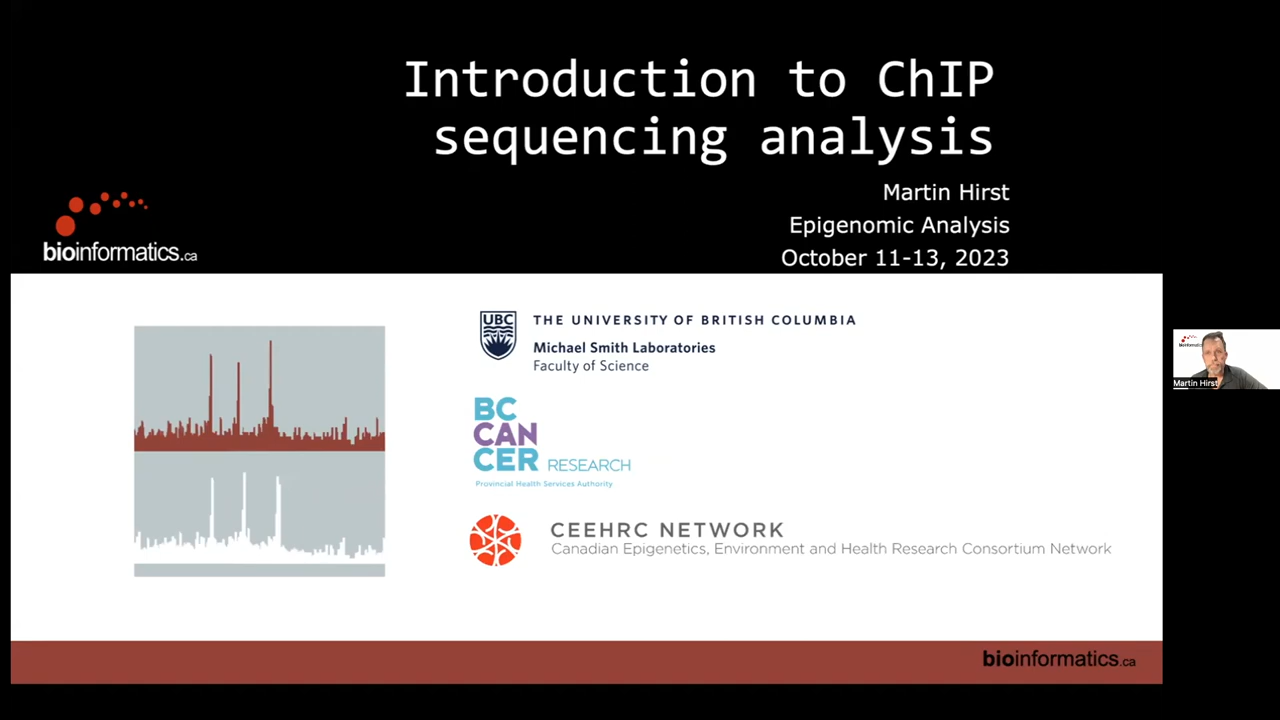 Introduction to ChIP
sequencing analysis
Martin Hirst
Epigenomic Analysis
October 11-13, 2023
bioinformatics.ca
UBC
THE UNIVERSITY OF BRITISH COLUMBIA
Michael Smith Laboratories
Faculty of Science
BC
CAN
CER RESEARCH
Provincial Health Services Authority
CEEHRC NETWORK
Canadian Epigenetics, Environment and Health Research Consortium Network
bioinformatics.ca
bioinformatics
Martin Hirst